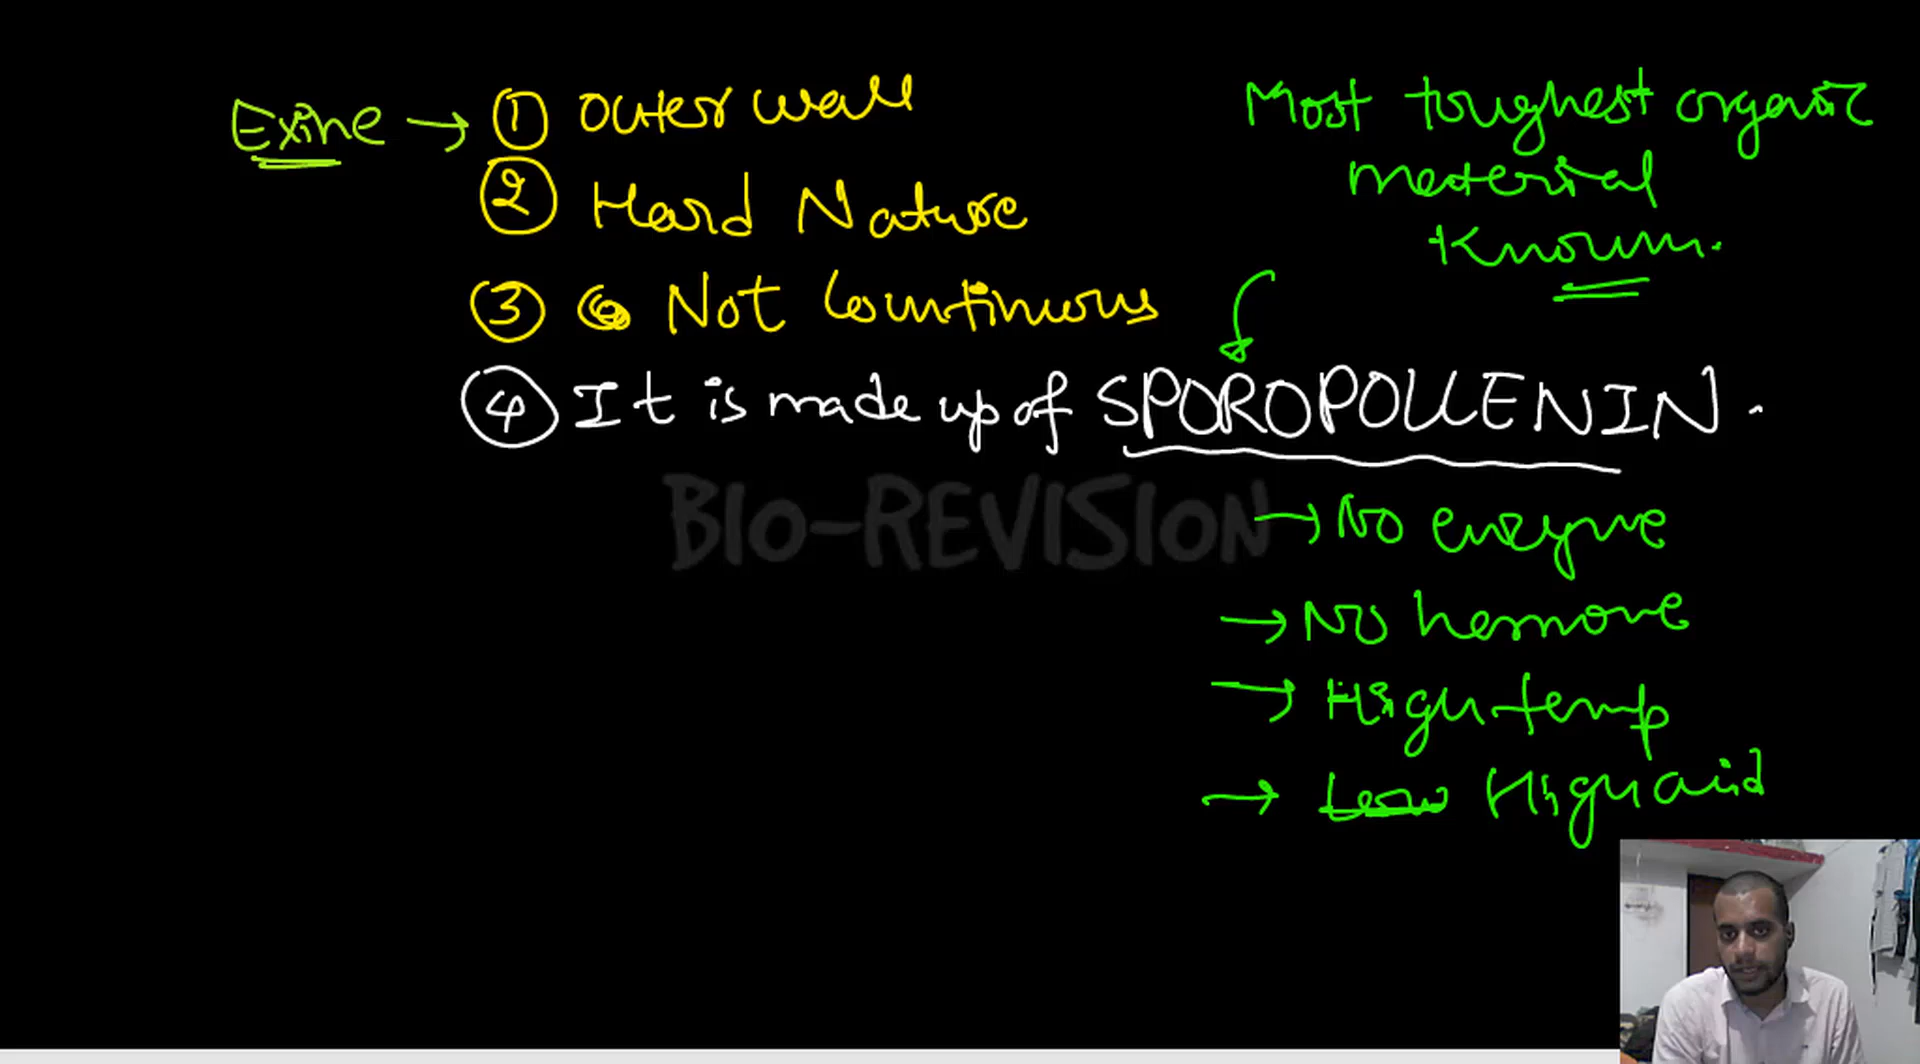 Exine → ① Outer wall
② Hard Nature
③ Not Countinuous
④ It is made up of SPOROPOLLENIN.
Most toughest organic
material
Known.
BIO-REVISION
→ No enzyme
→ No hormone
→ High temp
→ Low High acid